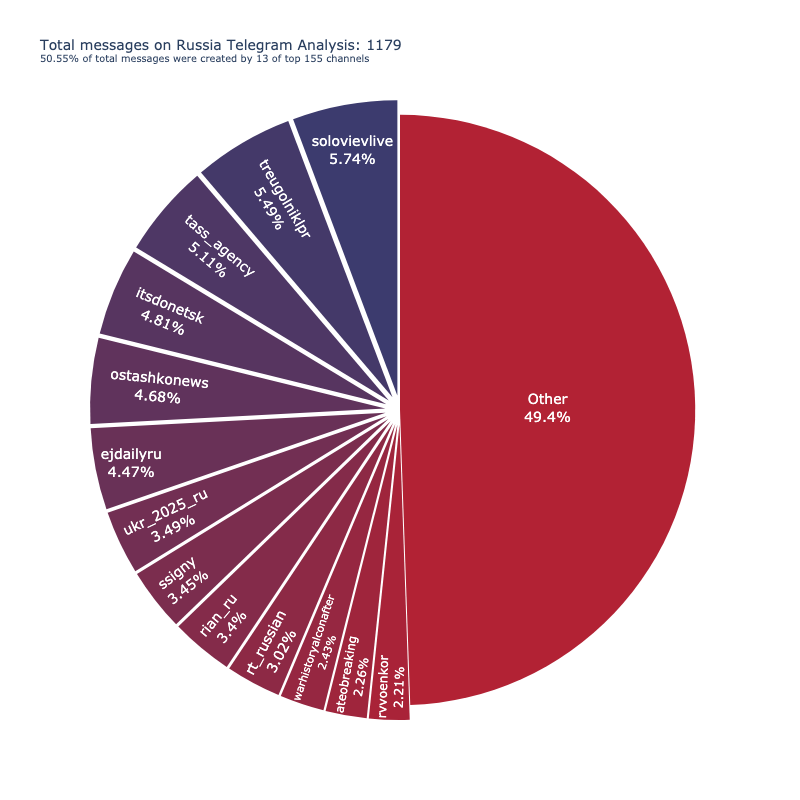 Total messages on Russia Telegram Analysis: 1179
50.55% of total messages were created by 13 of top 155 channels
solovievlive
5.74%
treugolniklpr
5.49%
tass_agency
5.11%
itsdonetsk
4.81%
ostashkonews
4.68%
ejdailyru
4.47%
ukr_2025_ru
3.49%
ssigny
3.45%
rian_ru
3.4%
rt_russian
3.02%
warhistoryalconafter
2.43%
ateobreaking
2.26%
rvvoenkor
2.21%
Other
49.4%